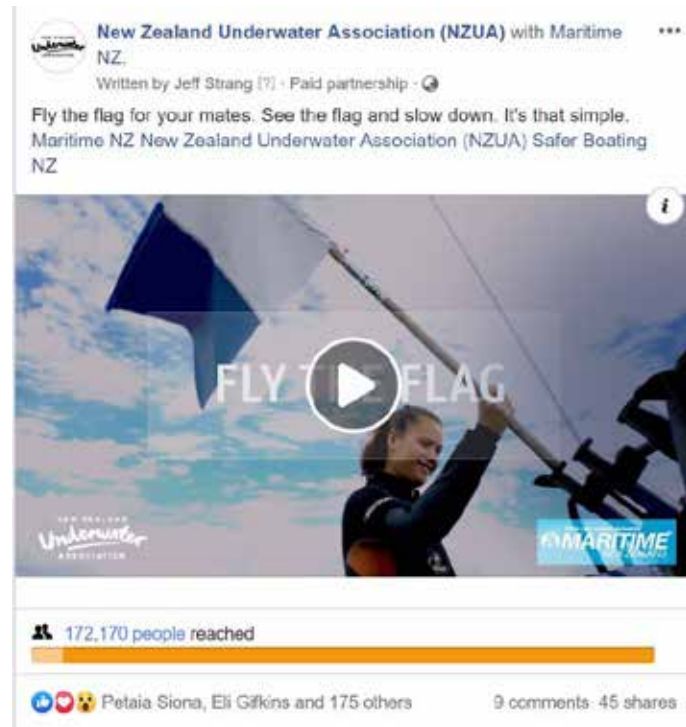 New Zealand Underwater Association (NZUA) with Maritime
NZ.
Written by Jeff Strang [?] · Paid partnership ·
Fly the flag for your mates. See the flag and slow down. It's that simple.
Maritime NZ New Zealand Underwater Association (NZUA) Safer Boating
NZ
i
FLY THE FLAG
NEW ZEALAND
Underwater
ASSOCIATION
MARITIME
172,170 people reached
Petaia Siona, Eli Gifkins and 175 others 9 comments 45 shares